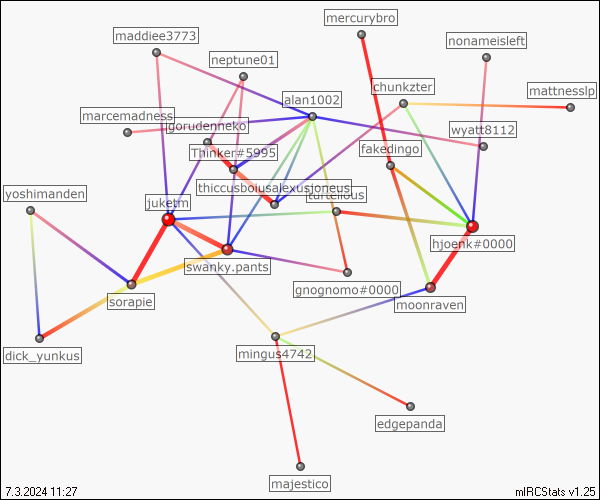 mercurybro
maddiee3773
nonameisleft
neptune01
chunkzter
alan1002
mattnesslp
marcemadness
gorudenneko
wyatt8112
Thinker#5995
fakedingo
thiccusboiusalexusjoneus
yoshimanden
turtellous
juketm
hjoenk#0000
swanky.pants
gnognomo#0000
sorapie
moonraven
dick_yunkus
mingus4742
edgepanda
majestico
7.3.2024 11:27
mIRCStats v1.25